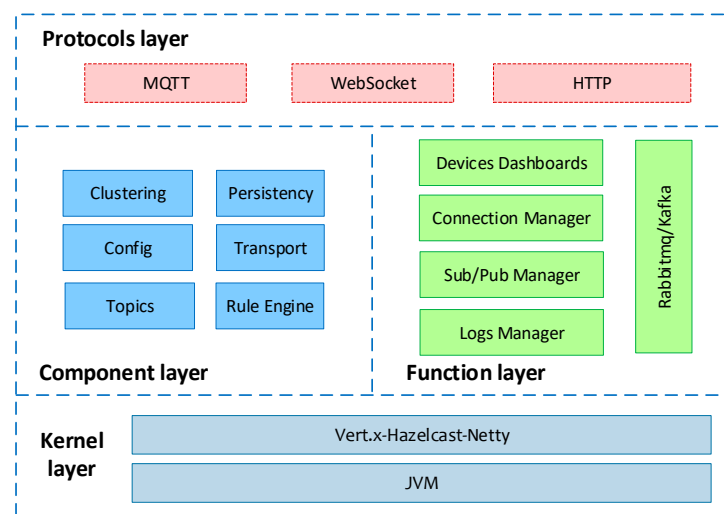 Protocols layer
MQTT
WebSocket
HTTP
Clustering
Persistency
Config
Transport
Topics
Rule Engine
Component layer
Devices Dashboards
Connection Manager
Sub/Pub Manager
Logs Manager
Rabbitmq/Kafka
Function layer
Kernel
layer
Vert.x-Hazelcast-Netty
JVM